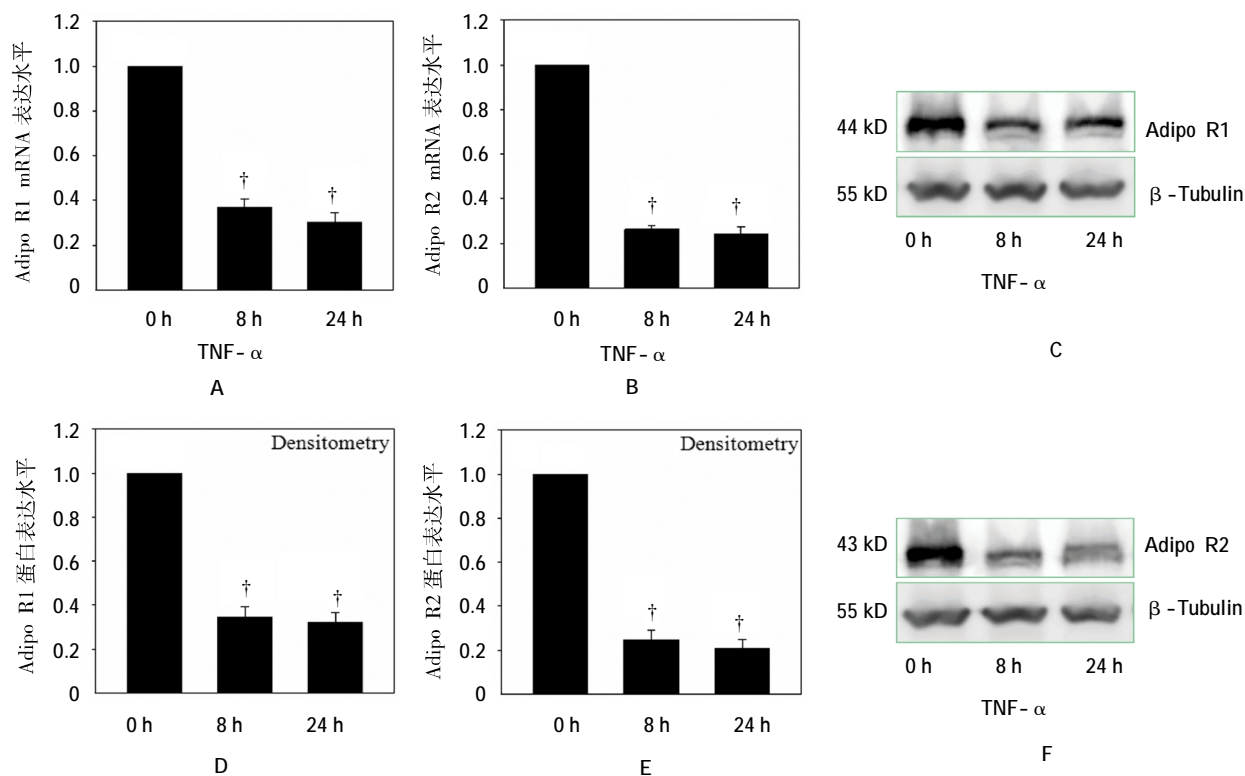 Adipo R1 mRNA 表达水平
1.2
1.0
0.8
0.6
0.4
0.2
0
†
†
0 h
8 h
24 h
TNF- α
A
Adipo R2 mRNA 表达水平
1.2
1.0
0.8
0.6
0.4
0.2
0
†
†
0 h
8 h
24 h
TNF- α
B
44 kD
Adipo R1
55 kD
β -Tubulin
0 h
8 h
24 h
TNF- α
C
Adipo R1 蛋白表达水平
1.2
1.0
0.8
0.6
0.4
0.2
0
Densitometry
†
†
0 h
8 h
24 h
D
Adipo R2 蛋白表达水平
1.2
1.0
0.8
0.6
0.4
0.2
0
Densitometry
†
†
0 h
8 h
24 h
E
43 kD
Adipo R2
55 kD
β -Tubulin
0 h
8 h
24 h
TNF- α
F